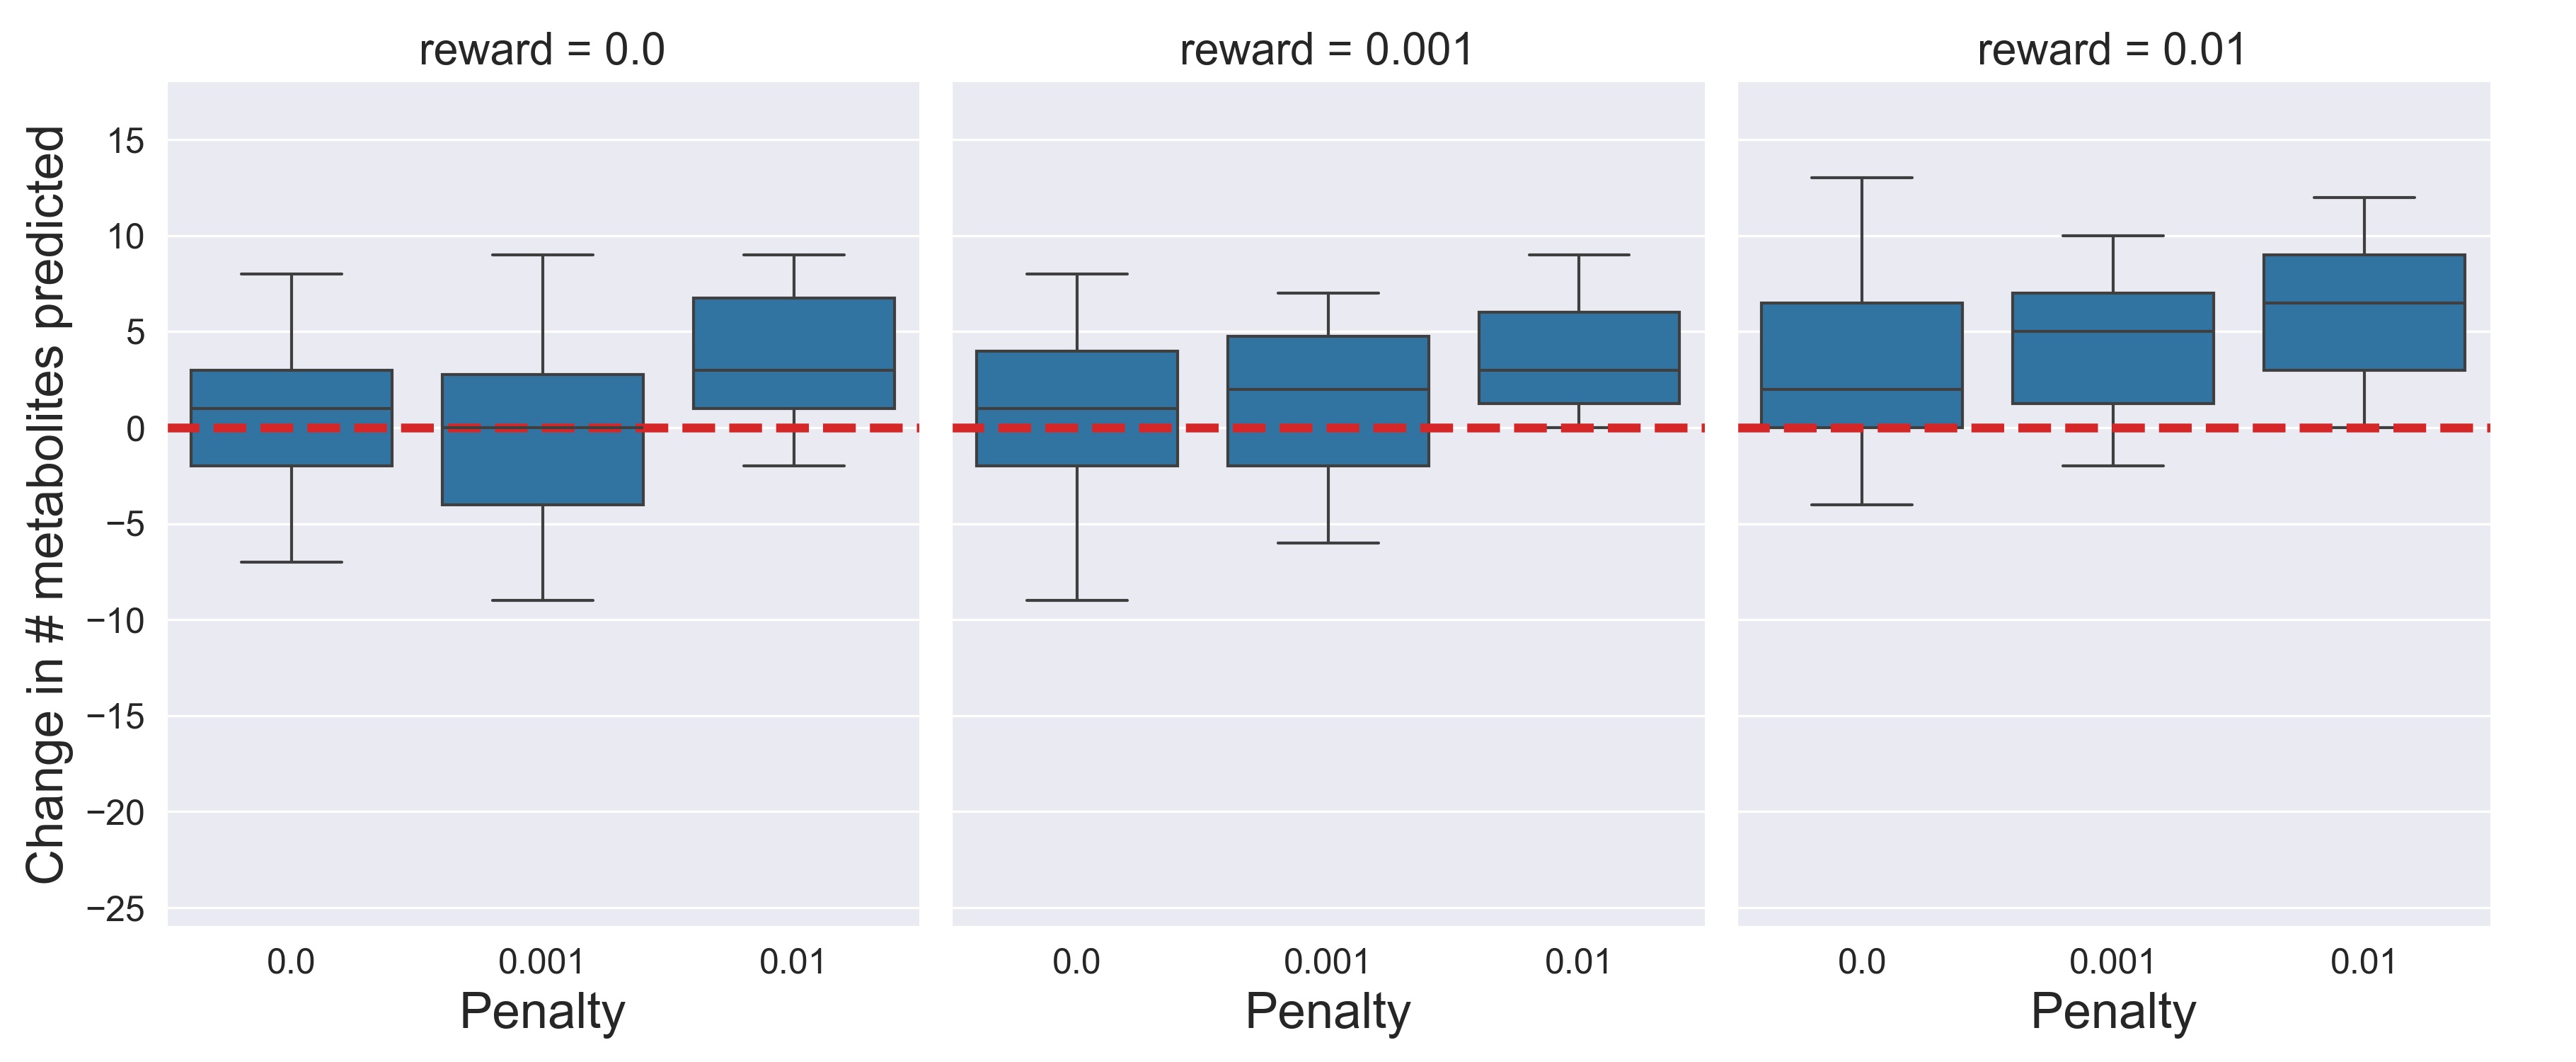 reward = 0.0
reward = 0.001
reward = 0.01
Change in # metabolites predicted
15
10
5
0
−5
−10
−15
−20
−25
0.0
0.001
0.01
0.0
0.001
0.01
0.0
0.001
0.01
Penalty
Penalty
Penalty